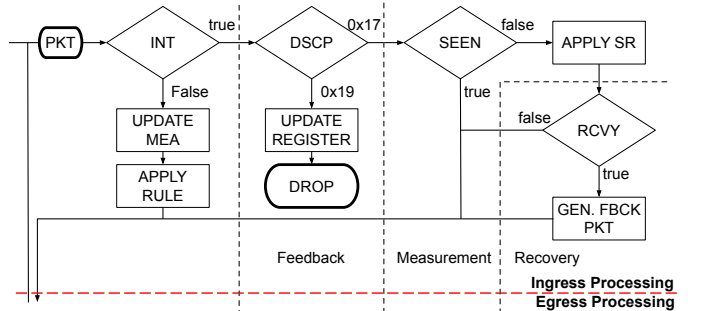 true
0x17
false
PKT
INT
DSCP
SEEN
APPLY SR
False
0x19
true
UPDATE
MEA
UPDATE
REGISTER
false
RCVY
APPLY
RULE
DROP
true
GEN. FBCK
PKT
Feedback
Measurement
Recovery
Ingress Processing
Egress Processing